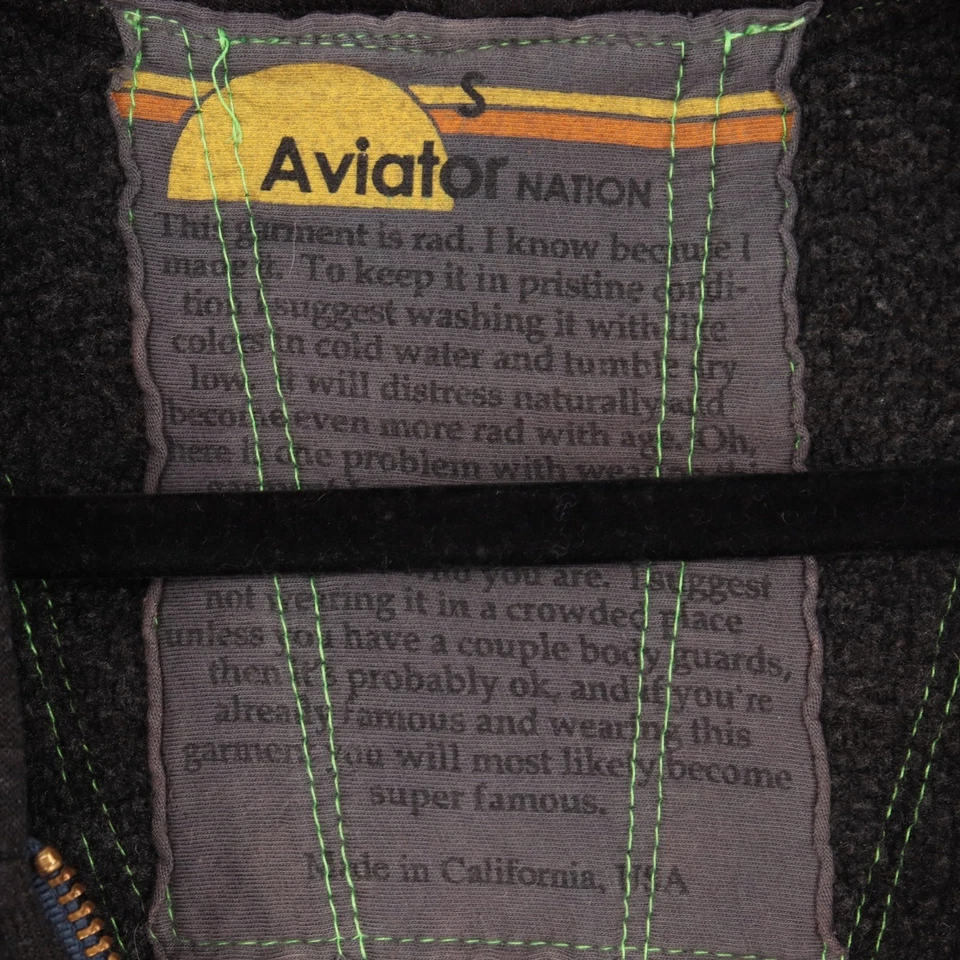 S
Aviator NATION
This garment is rad. I know because I
made it. To keep it in pristine condi-
tion I suggest washing it with like
colors in cold water and tumble dry
low. It will distress naturally and
become even more rad with age. Oh,
here is one problem with wearing
who you are. I suggest
not wearing it in a crowded place
unless you have a couple body guards,
then it's probably ok, and if you're
already famous and wearing this
garment you will most likely become
super famous.
Made in California, USA